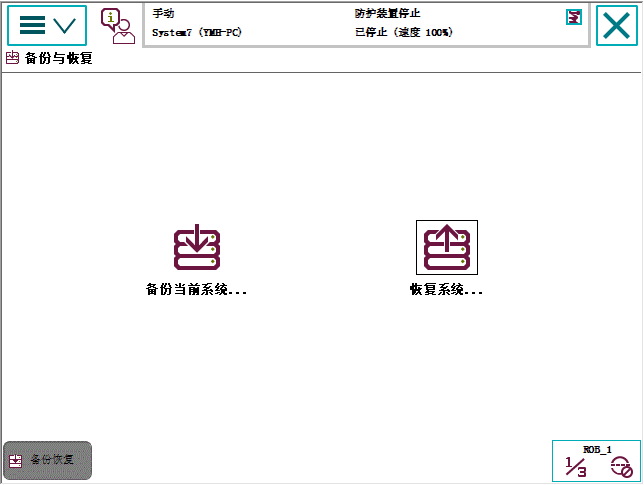 手动
防护装置停止
System7 (YMH-PC)
已停止 (速度 100%)
备份与恢复
备份当前系统...
恢复系统...
备份恢复
ROB_1
1/3